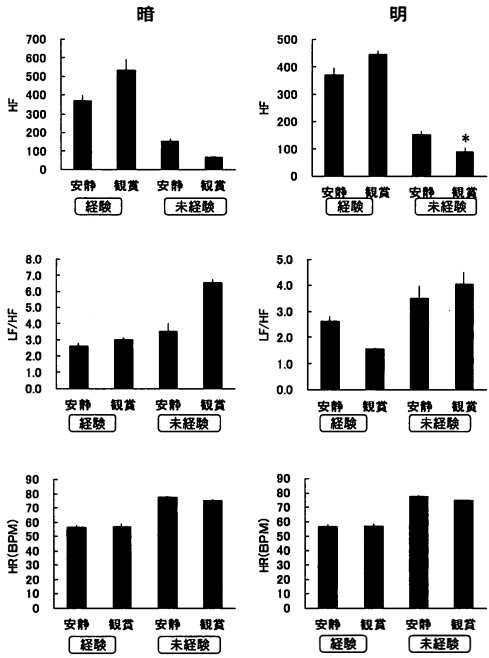 暗
明
HF
700
600
500
400
300
200
100
0
安静 観賞 安静 観賞
経験 未経験
HF
500
400
300
200
100
0
*
安静 観賞 安静 観賞
経験 未経験
LF/HF
8.0
7.0
6.0
5.0
4.0
3.0
2.0
1.0
0.0
安静 観賞 安静 観賞
経験 未経験
LF/HF
5.0
4.0
3.0
2.0
1.0
0.0
安静 観賞 安静 観賞
経験 未経験
HR(BPM)
90
80
70
60
50
40
30
20
10
0
安静 観賞 安静 観賞
経験 未経験
HR(BPM)
90
80
70
60
50
40
30
20
10
0
安静 観賞 安静 観賞
経験 未経験